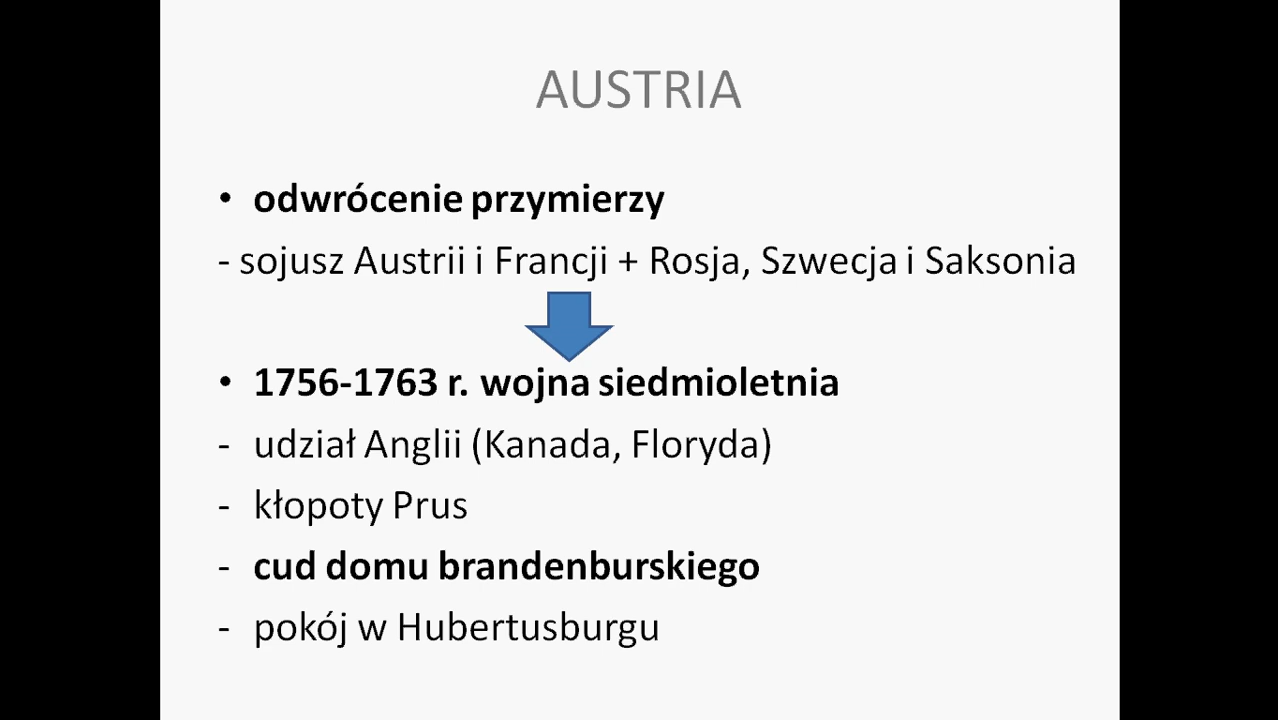 AUSTRIA
• odwrócenie przymierzy
- sojusz Austrii i Francji + Rosja, Szwecja i Saksonia
• 1756-1763 r. wojna siedmioletnia
- udział Anglii (Kanada, Floryda)
- kłopoty Prus
- cud domu brandenburskiego
- pokój w Hubertusburgu